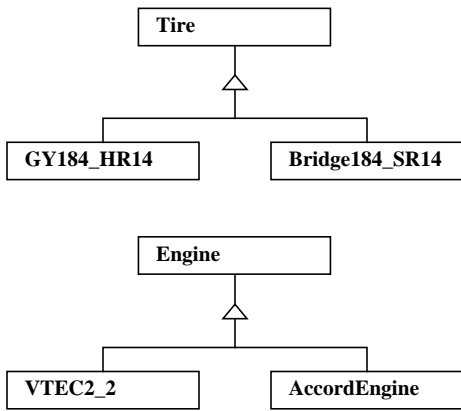 Tire
GY184_HR14
Bridge184_SR14
Engine
VTEC2_2
AccordEngine